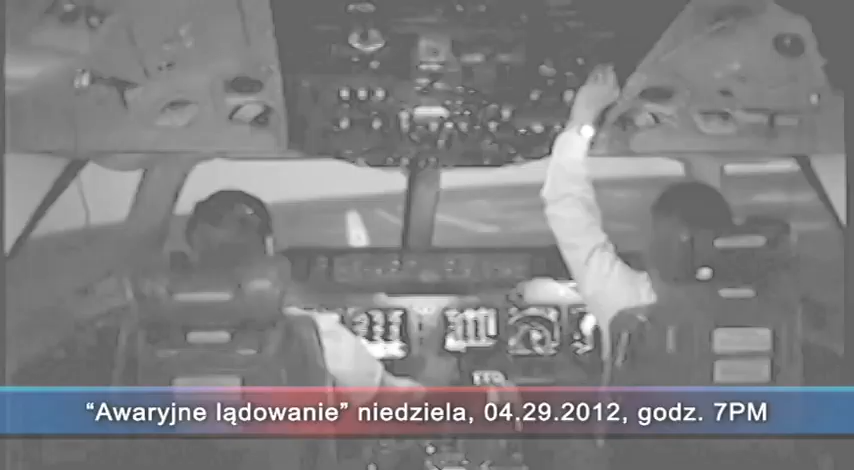 “Awaryjne lądowanie” niedziela, 04.29.2012, godz. 7PM